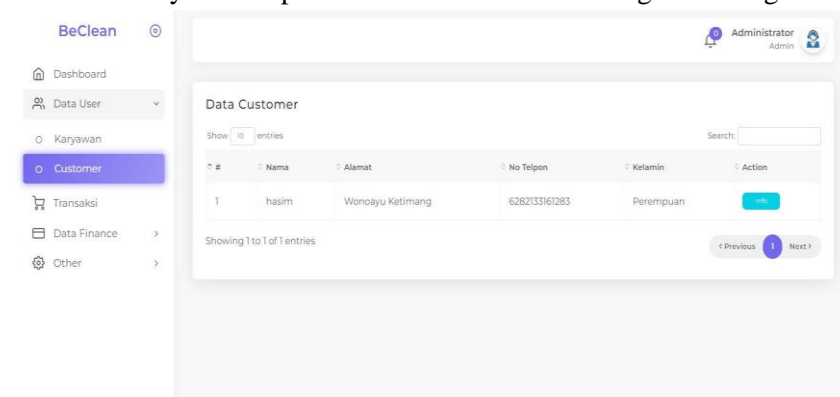 BeClean
0
Administrator
Admin
Dashboard
Data User
Karyawan
Customer
Transaksi
Data Finance
Other
Data Customer
Show 10 entries
Search:
# Nama Alamat No Telpon Kelamin Action
1 hasim Wonoayu Ketimang 6282133161283 Perempuan Info
Showing 1 to 1 of 1 entries
Previous 1 Next